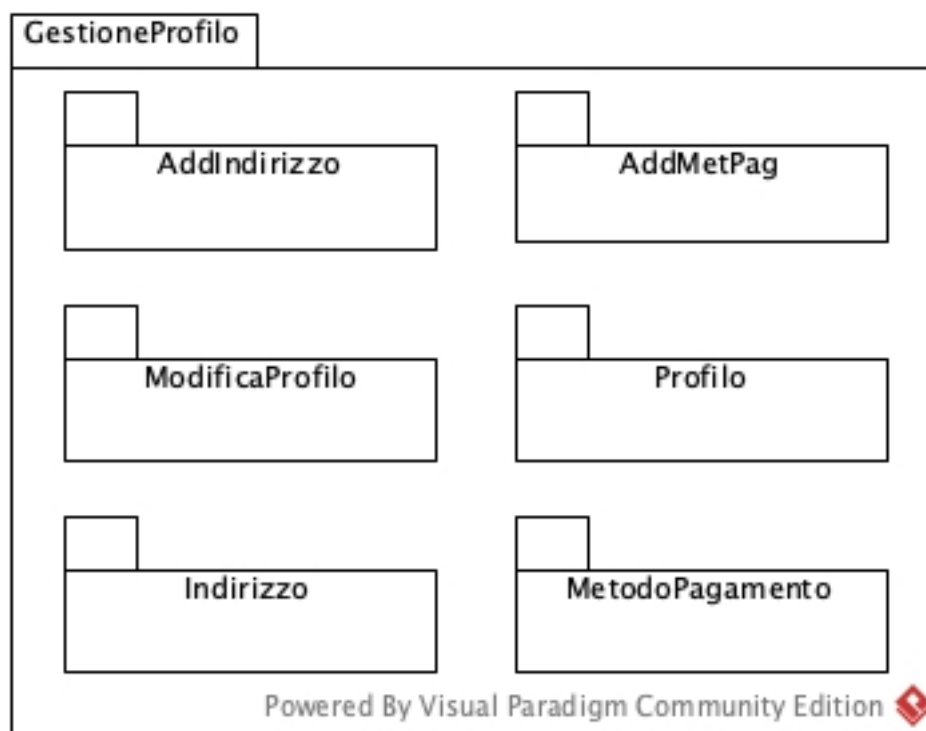 GestioneProfilo
AddIndirizzo
AddMetPag
ModificaProfilo
Profilo
Indirizzo
MetodoPagamento
Powered By Visual Paradigm Community Edition